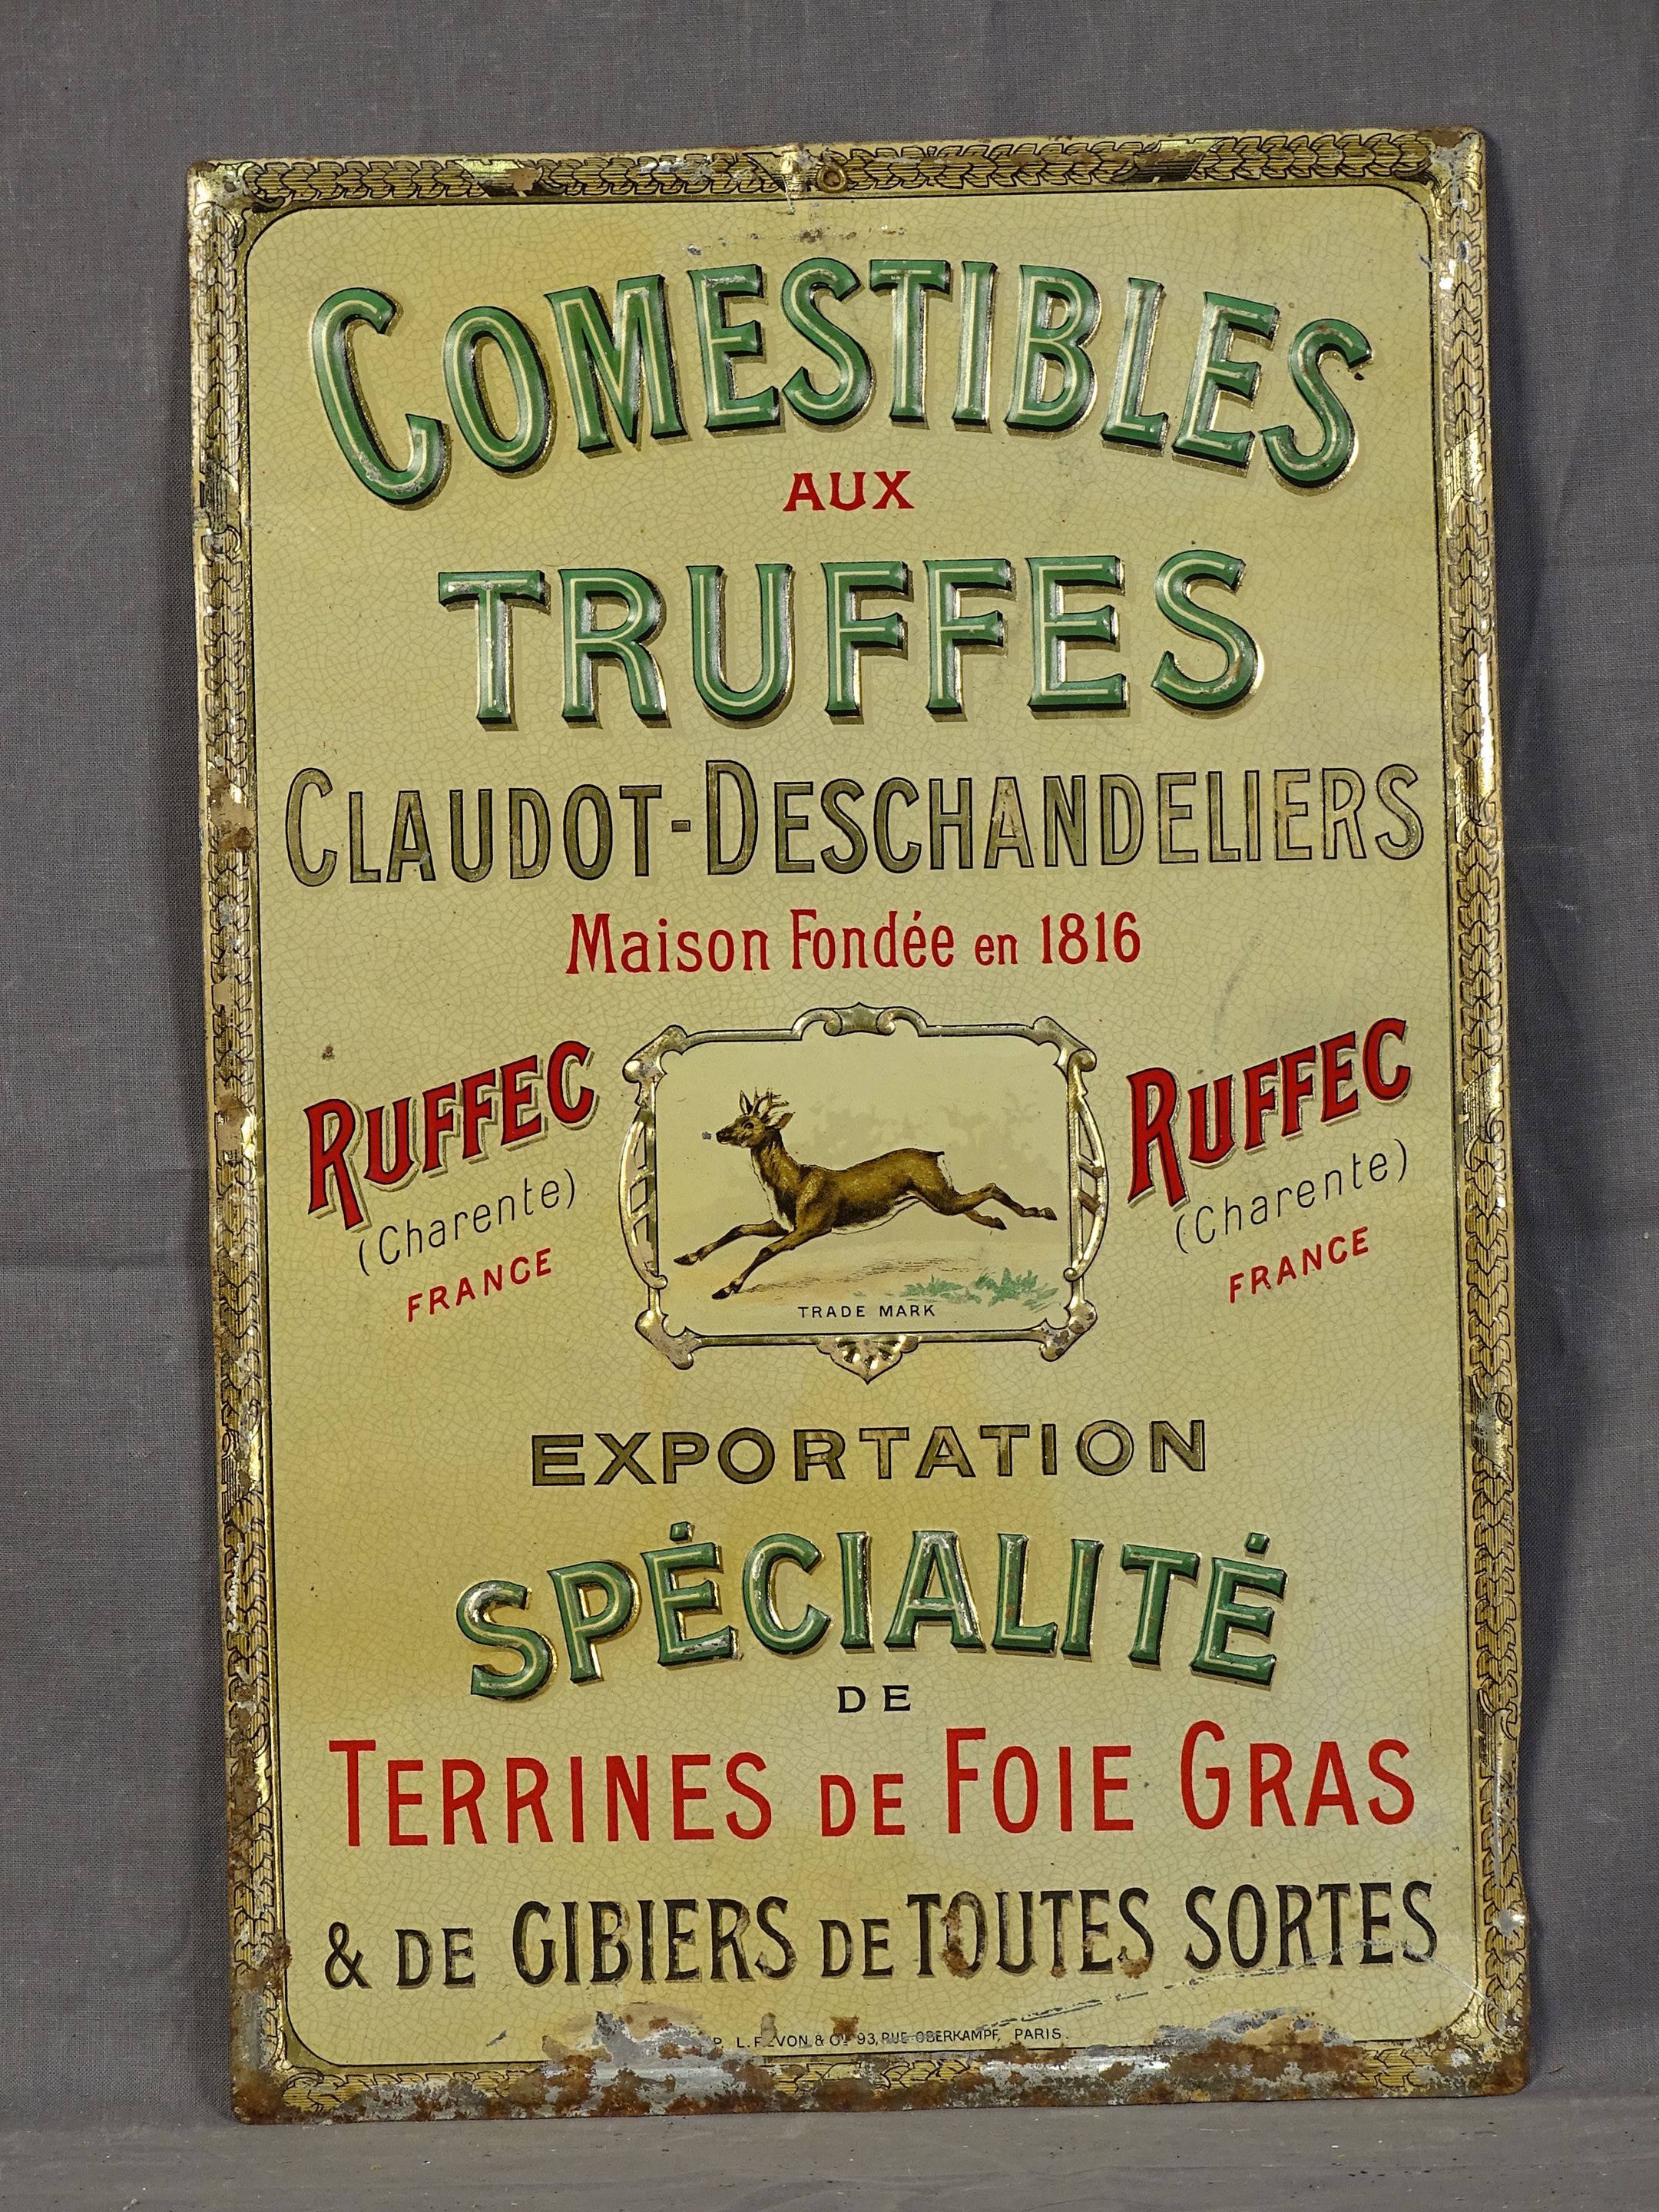 COMESTIBLES
AUX
TRUFFES
CLAUDOT-DESCHANDELIERS
Maison Fondée en 1816
RUFFEC
(Charente)
FRANCE
RUFFEC
(Charente)
FRANCE
TRADE MARK
EXPORTATION
SPÉCIALITÉ
DE
TERRINES DE FOIE GRAS
& DE GIBIERS DE TOUTES SORTES
& Cie 93, RUE OBERKAMPF, PARIS.